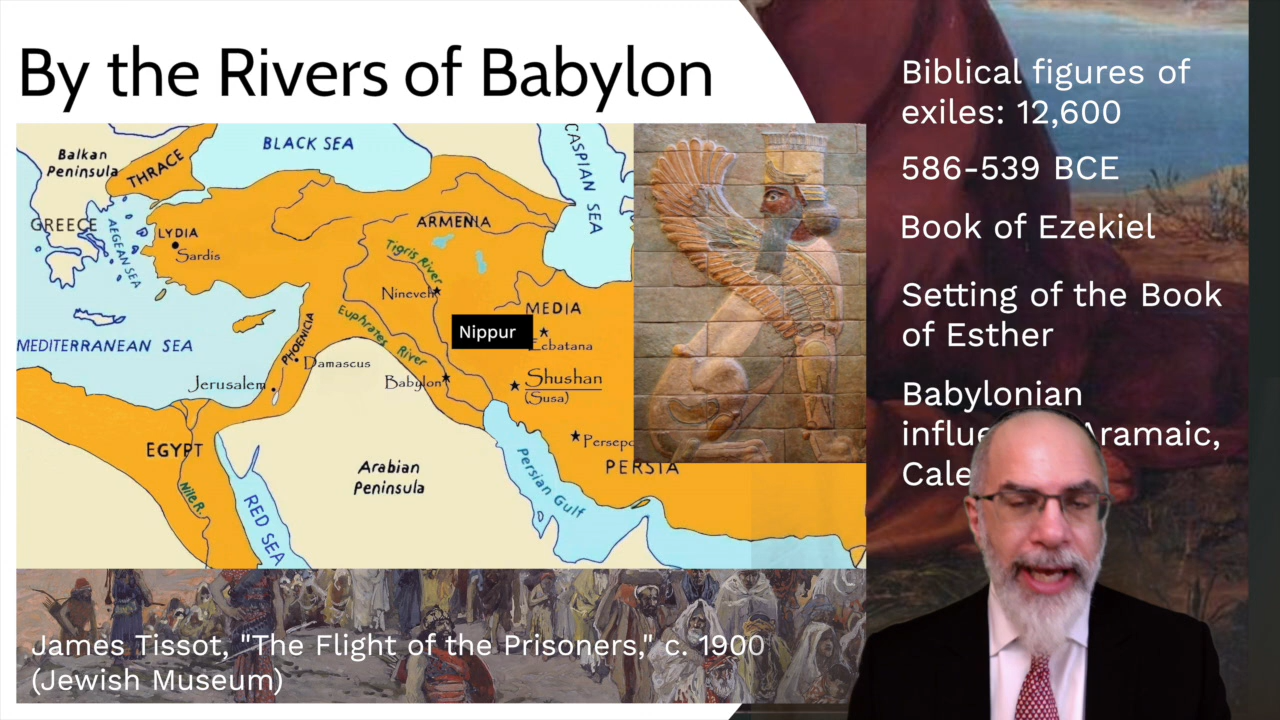 By the Rivers of Babylon
BLACK SEA
CASPIAN SEA
Balkan
Peninsula
THRACE
GREECE
AEGEAN SEA
LYDIA
Sardis
ARMENIA
Tigris River
Nineveh
MEDIA
Nippur
Ecbatana
Euphrates River
PHOENICIA
MEDITERRANEAN SEA
Damascus
Jerusalem
Babylon
Shushan
(Susa)
EGYPT
Persepo
PERSIA
Arabian
Peninsula
Persian Gulf
Nile R.
RED SEA
James Tissot, "The Flight of the Prisoners," c. 1900
(Jewish Museum)
Biblical figures of
exiles: 12,600
586-539 BCE
Book of Ezekiel
Setting of the Book
of Esther
Babylonian
influe Aramaic,
Cale